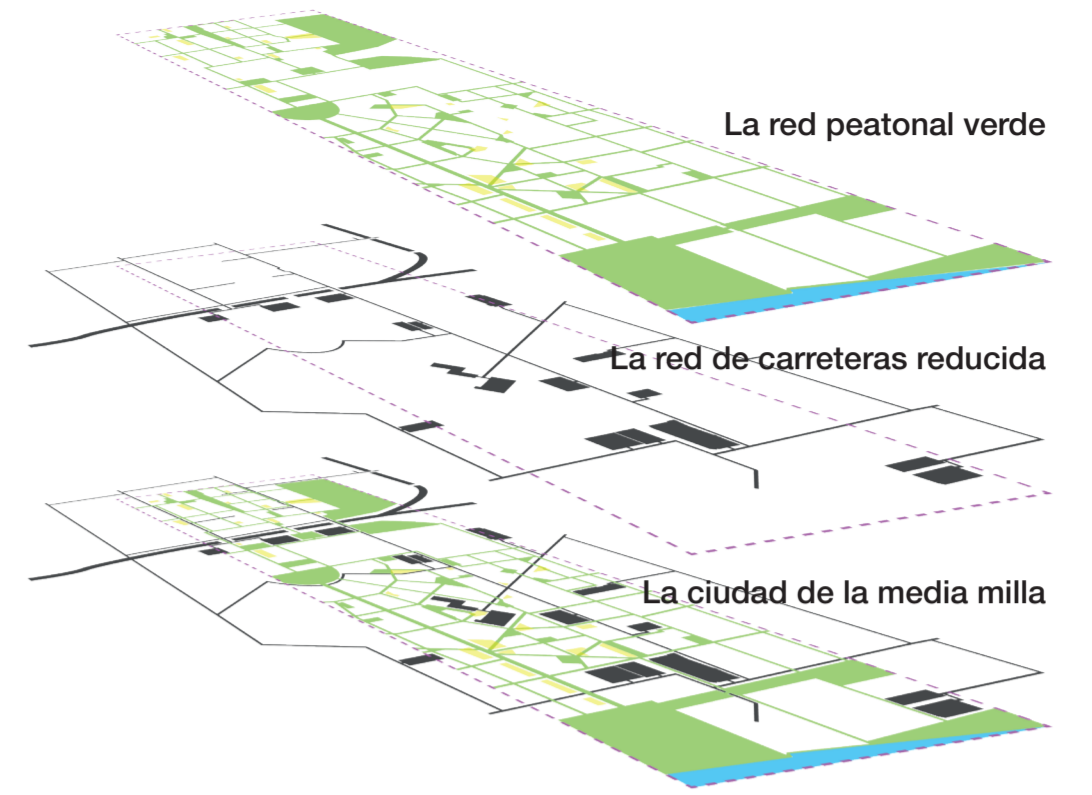 La red peatonal verde
La red de carreteras reducida
La ciudad de la media milla